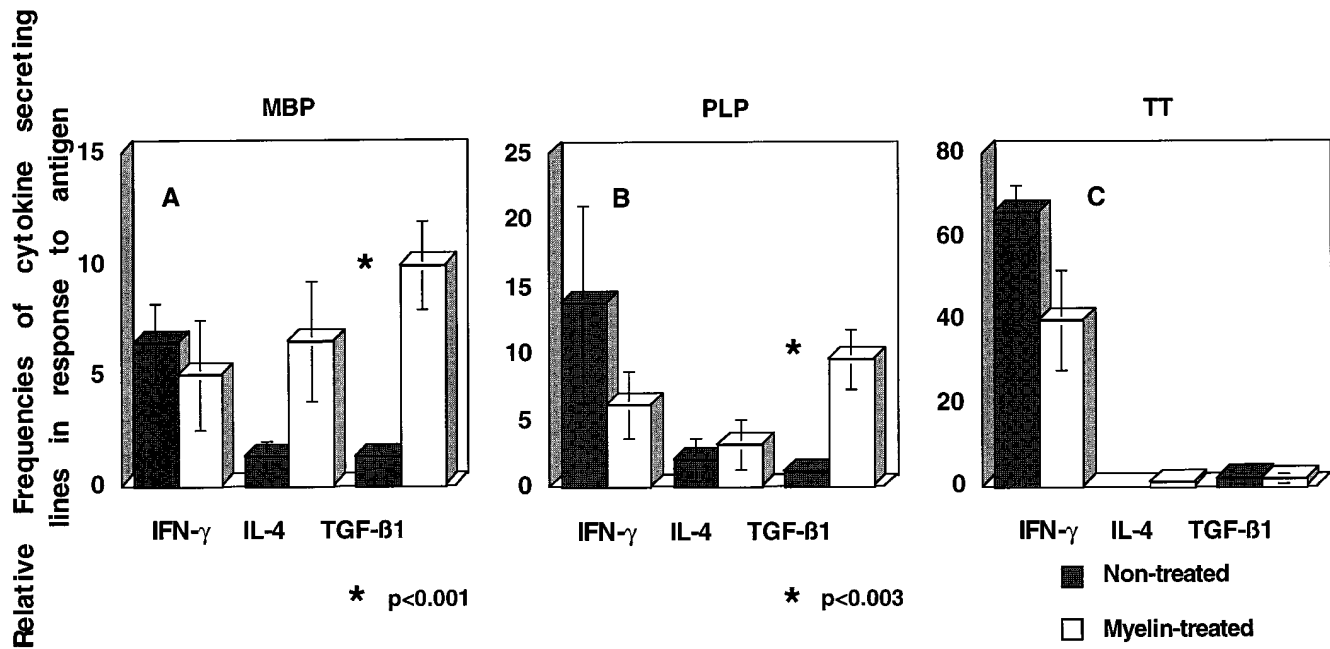 Relative Frequencies of cytokine secreting
lines in response to antigen
MBP
PLP
TT
15
10
5
0
A
*
IFN-γ IL-4 TGF-ß1
* p<0.001
25
20
15
10
5
0
B
*
IFN-γ IL-4 TGF-ß1
* p<0.003
80
60
40
20
0
C
IFN-γ IL-4 TGF-ß1
Non-treated
Myelin-treated